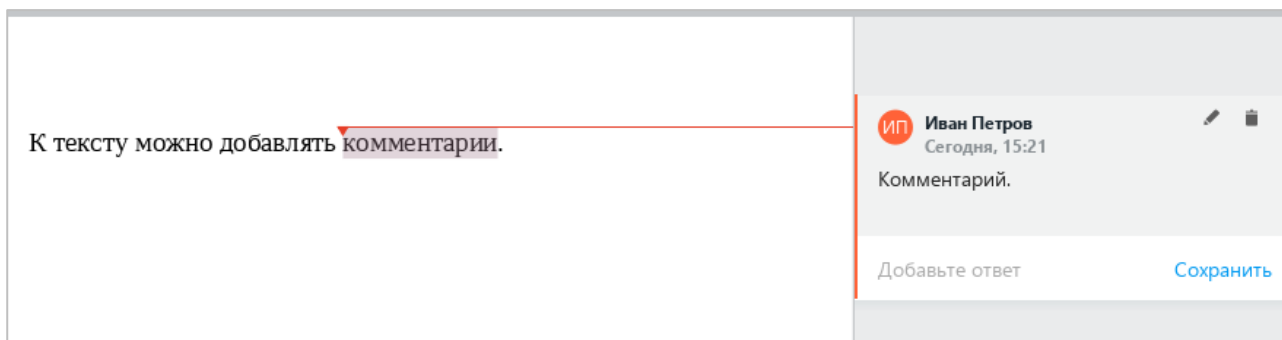 К тексту можно добавлять комментарии.
ИП
Иван Петров
Сегодня, 15:21
Комментарий.
Добавьте ответ
Сохранить